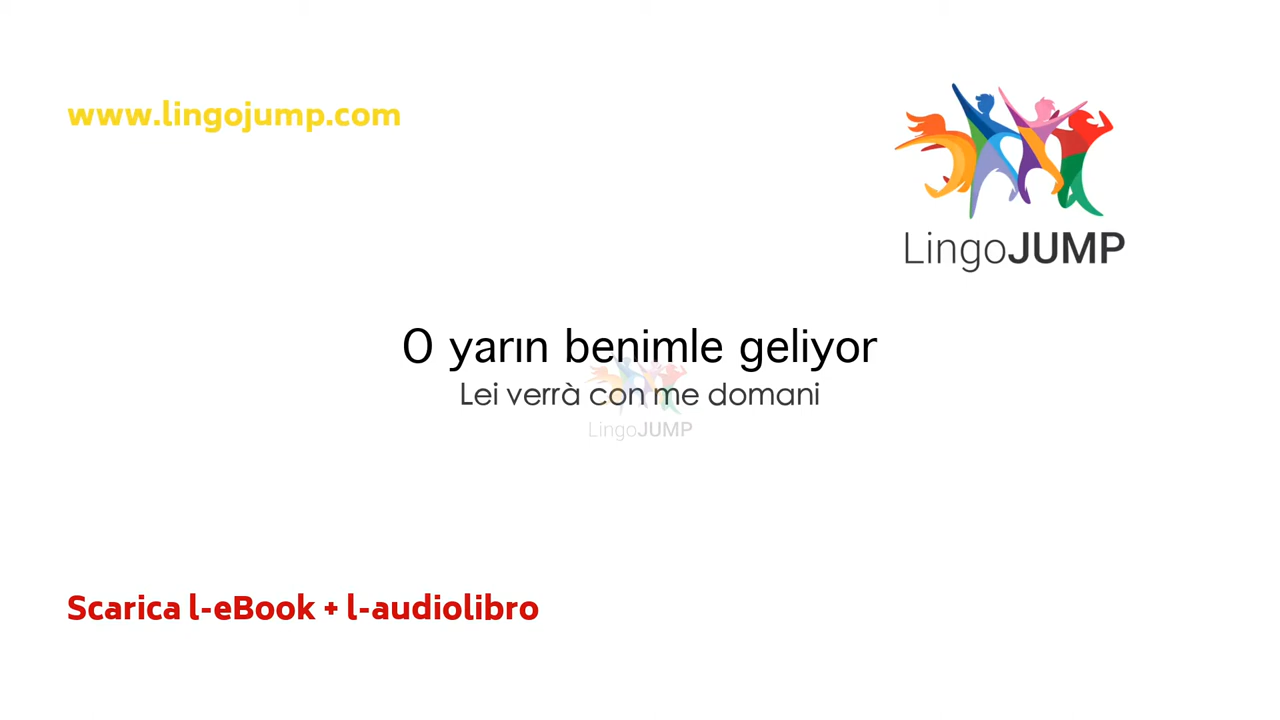 www.lingojump.com
LingoJUMP
O yarın benimle geliyor
Lei verrà con me domani
LingoJUMP
Scarica l-eBook + l-audiolibro